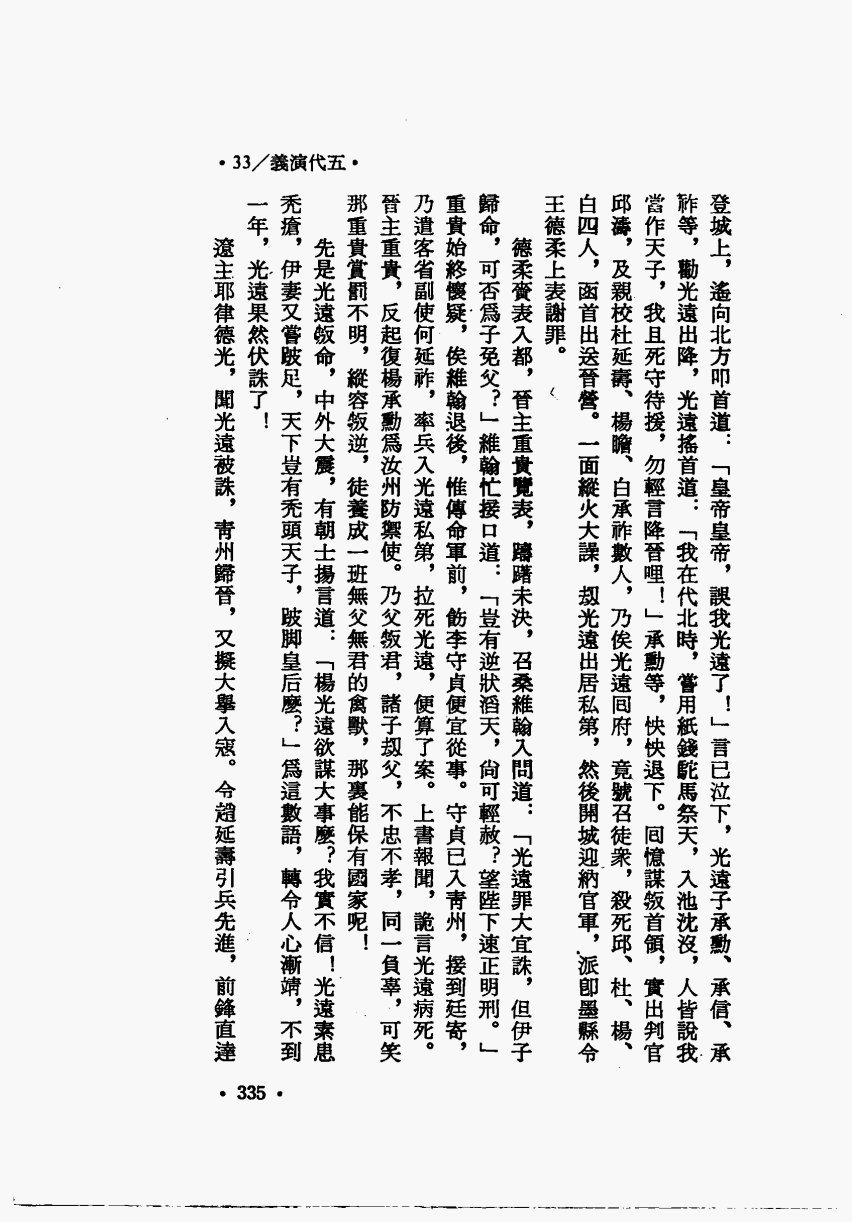 •33/義演代五•
登城上，遙向北方叩首道：「皇帝皇帝，誤我光遠了！」言已泣下，光遠子承勳、承信、承
祚等，勸光遠出降，光遠搖首道：「我在代北時，嘗用紙錢駝馬祭天，入池沈沒，人皆說我
當作天子，我且死守待援，勿輕言降晉哩！」承勳等，怏怏退下。回憶謀叛首領，實出判官
邱濤，及親校杜延壽、楊瞻、白承祚數人，乃俟光遠回府，竟號召徒衆，殺死邱、杜、楊、
白四人，函首出送晉營。一面縱火大譟，刼光遠出居私第，然後開城迎納官軍，派卽墨縣令
王德柔上表謝罪。
德柔齎表入都，晉主重貴覽表，躊躇未決，召桑維翰入問道：「光遠罪大宜誅，但伊子
歸命，可否爲子免父？」維翰忙接口道：「豈有逆狀滔天，尙可輕赦？望陛下速正明刑。」
重貴始終懷疑，俟維翰退後，惟傳命軍前，飭李守貞便宜從事。守貞已入靑州，接到廷寄，
乃遣客省副使何延祚，率兵入光遠私第，拉死光遠，便算了案。上書報聞，詭言光遠病死。
晉主重貴，反起復楊承勳爲汝州防禦使。乃父叛君，諸子刼父，不忠不孝，同一負辜，可笑
那重貴賞罰不明，縱容叛逆，徒養成一班無父無君的禽獸，那裏能保有國家呢！
先是光遠叛命，中外大震，有朝士揚言道：「楊光遠欲謀大事麼？我實不信！光遠素患
禿瘡，伊妻又嘗跛足，天下豈有禿頭天子，跛脚皇后麼？」爲這數語，轉令人心漸靖，不到
一年，光遠果然伏誅了！
遼主耶律德光，聞光遠被誅，靑州歸晉，又擬大舉入寇。令趙延壽引兵先進，前鋒直達
•335•